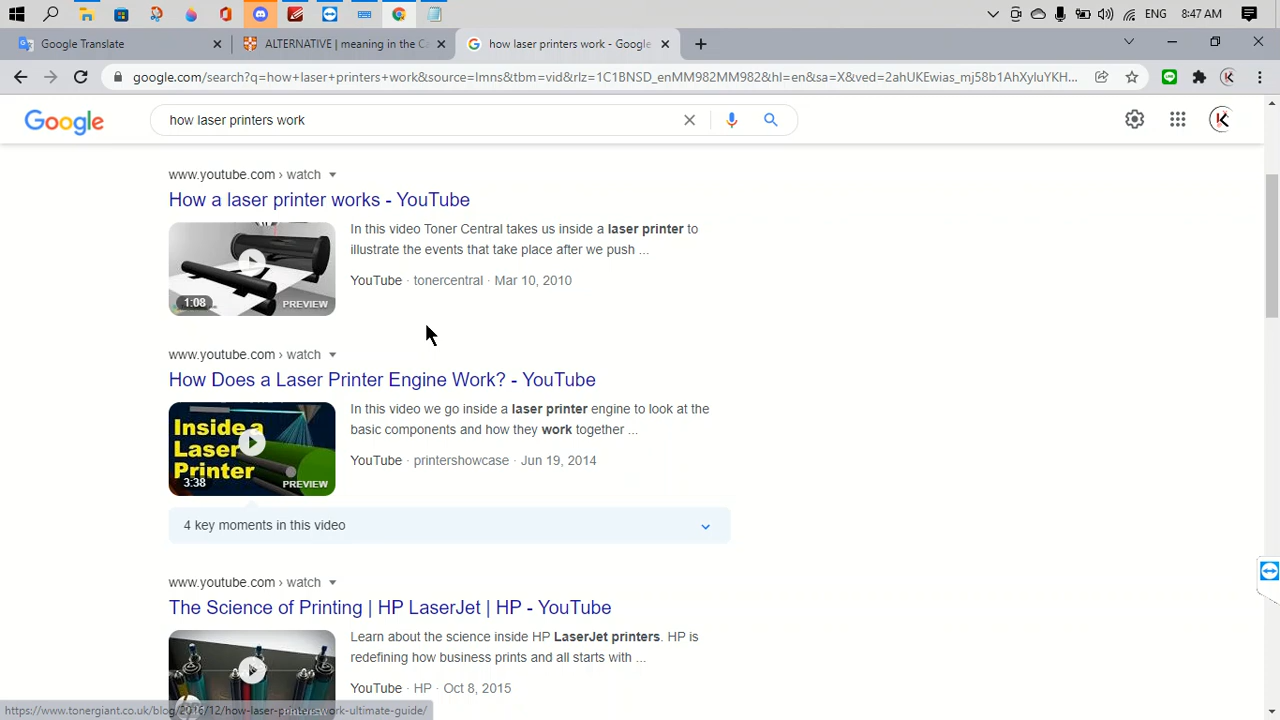 ENG 8:47 AM
Google Translate
ALTERNATIVE | meaning in the Ca
how laser printers work - Google
google.com/search?q=how+laser+printers+work&source=lmns&tbm=vid&rlz=1C1BNSD_enMM982MM982&hl=en&sa=X&ved=2ahUKEwias_mj58b1AhXyluYKH...
Google
how laser printers work
www.youtube.com › watch
How a laser printer works - YouTube
In this video Toner Central takes us inside a laser printer to
illustrate the events that take place after we push ...
YouTube · tonercentral · Mar 10, 2010
1:08
PREVIEW
www.youtube.com › watch
How Does a Laser Printer Engine Work? - YouTube
In this video we go inside a laser printer engine to look at the
basic components and how they work together ...
YouTube · printershowcase · Jun 19, 2014
Inside a
Laser
Printer
3:38
PREVIEW
4 key moments in this video
www.youtube.com › watch
The Science of Printing | HP LaserJet | HP - YouTube
Learn about the science inside HP LaserJet printers. HP is
redefining how business prints and all starts with ...
YouTube · HP · Oct 8, 2015
https://www.tonergiant.co.uk/blog/2016/12/how-laser-printers-work-ultimate-guide/